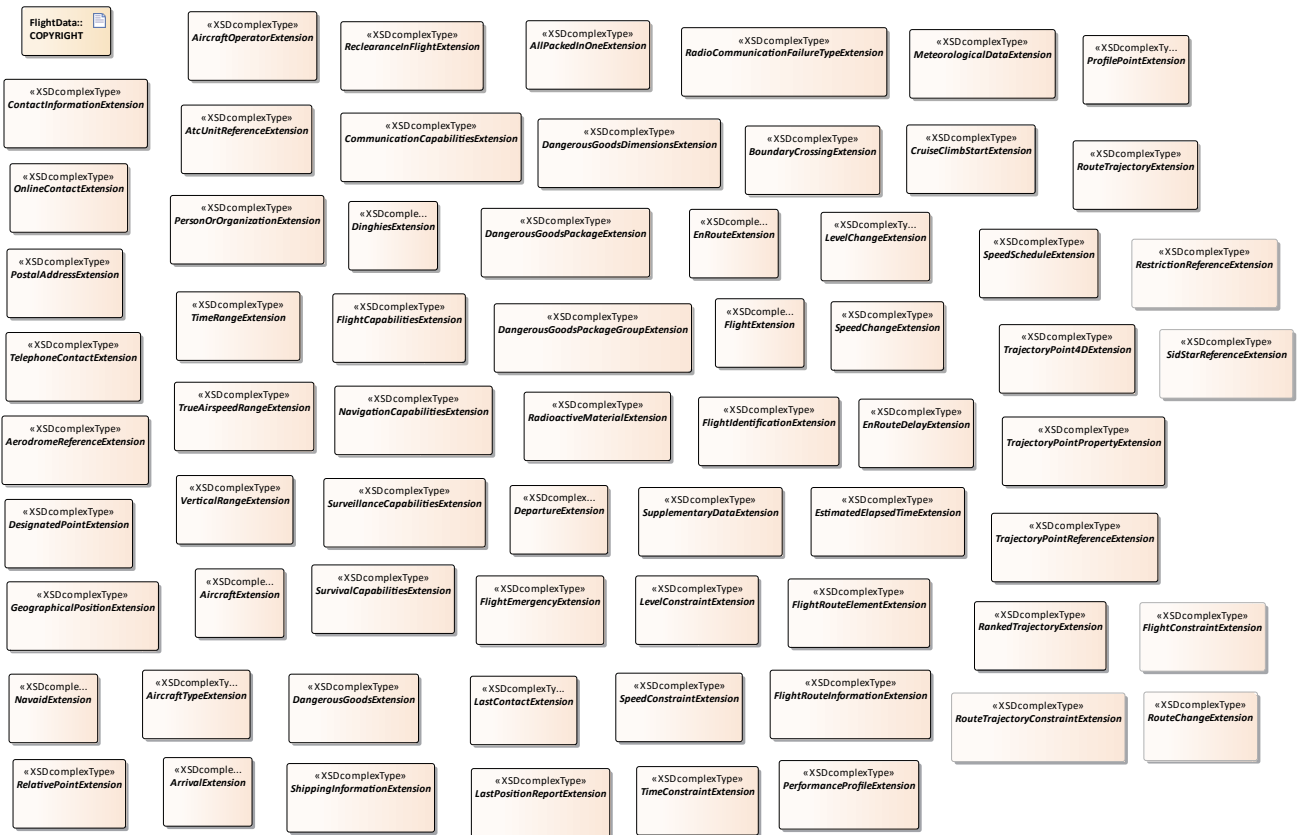 FlightData::
COPYRIGHT
«XSDcomplexType»
AircraftOperatorExtension
«XSDcomplexType»
ReclearanceInFlightExtension
«XSDcomplexType»
AllPackedInOneExtension
«XSDcomplexType»
RadioCommunicationFailureTypeExtension
«XSDcomplexType»
MeteorologicalDataExtension
«XSDcomplexTy...
ProfilePointExtension
«XSDcomplexType»
ContactInformationExtension
«XSDcomplexType»
AtcUnitReferenceExtension
«XSDcomplexType»
CommunicationCapabilitiesExtension
«XSDcomplexType»
DangerousGoodsDimensionsExtension
«XSDcomplexType»
BoundaryCrossingExtension
«XSDcomplexType»
CruiseClimbStartExtension
«XSDcomplexType»
RouteTrajectoryExtension
«XSDcomplexType»
OnlineContactExtension
«XSDcomplexType»
PersonOrOrganizationExtension
«XSDcomple...
DinghiesExtension
«XSDcomplexType»
DangerousGoodsPackageExtension
«XSDcomple...
EnRouteExtension
«XSDcomplexTy...
LevelChangeExtension
«XSDcomplexType»
SpeedScheduleExtension
«XSDcomplexType»
RestrictionReferenceExtension
«XSDcomplexType»
PostalAddressExtension
«XSDcomplexType»
TimeRangeExtension
«XSDcomplexType»
FlightCapabilitiesExtension
«XSDcomplexType»
DangerousGoodsPackageGroupExtension
«XSDcomple...
FlightExtension
«XSDcomplexType»
SpeedChangeExtension
«XSDcomplexType»
TrajectoryPoint4DExtension
«XSDcomplexType»
SidStarReferenceExtension
«XSDcomplexType»
TelephoneContactExtension
«XSDcomplexType»
TrueAirspeedRangeExtension
«XSDcomplexType»
NavigationCapabilitiesExtension
«XSDcomplexType»
RadioactiveMaterialExtension
«XSDcomplexType»
FlightIdentificationExtension
«XSDcomplexType»
EnRouteDelayExtension
«XSDcomplexType»
TrajectoryPointPropertyExtension
«XSDcomplexType»
AerodromeReferenceExtension
«XSDcomplexType»
VerticalRangeExtension
«XSDcomplexType»
SurveillanceCapabilitiesExtension
«XSDcomplex...
DepartureExtension
«XSDcomplexType»
SupplementaryDataExtension
«XSDcomplexType»
EstimatedElapsedTimeExtension
«XSDcomplexType»
TrajectoryPointReferenceExtension
«XSDcomplexType»
DesignatedPointExtension
«XSDcomple...
AircraftExtension
«XSDcomplexType»
SurvivalCapabilitiesExtension
«XSDcomplexType»
FlightEmergencyExtension
«XSDcomplexType»
LevelConstraintExtension
«XSDcomplexType»
FlightRouteElementExtension
«XSDcomplexType»
RankedTrajectoryExtension
«XSDcomplexType»
FlightConstraintExtension
«XSDcomplexType»
GeographicalPositionExtension
«XSDcomple...
NavaidExtension
«XSDcomplexTy...
AircraftTypeExtension
«XSDcomplexType»
DangerousGoodsExtension
«XSDcomplexTy...
LastContactExtension
«XSDcomplexType»
SpeedConstraintExtension
«XSDcomplexType»
FlightRouteInformationExtension
«XSDcomplexType»
RouteTrajectoryConstraintExtension
«XSDcomplexType»
RouteChangeExtension
«XSDcomplexType»
RelativePointExtension
«XSDcomple...
ArrivalExtension
«XSDcomplexType»
ShippingInformationExtension
«XSDcomplexType»
LastPositionReportExtension
«XSDcomplexType»
TimeConstraintExtension
«XSDcomplexType»
PerformanceProfileExtension